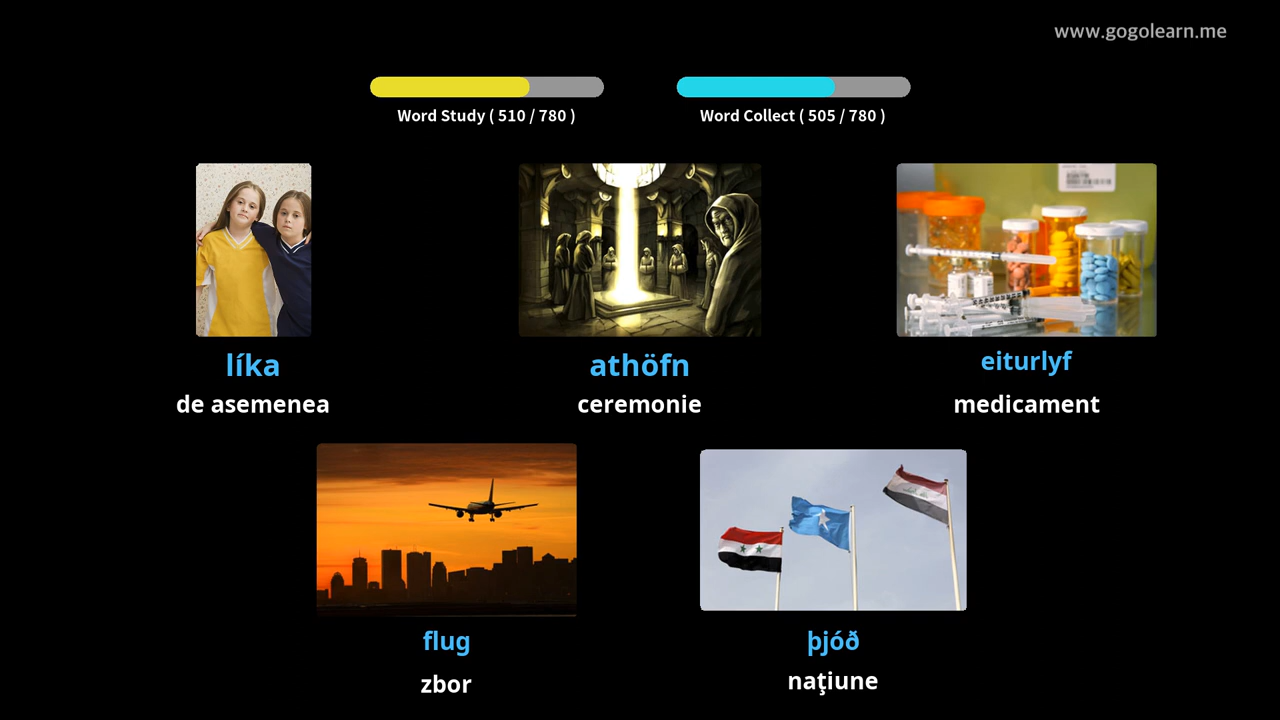 www.gogolearn.me
Word Study ( 510 / 780 )
Word Collect ( 505 / 780 )
líka
athöfn
eiturlyf
de asemenea
ceremonie
medicament
flug
þjóð
zbor
naţiune